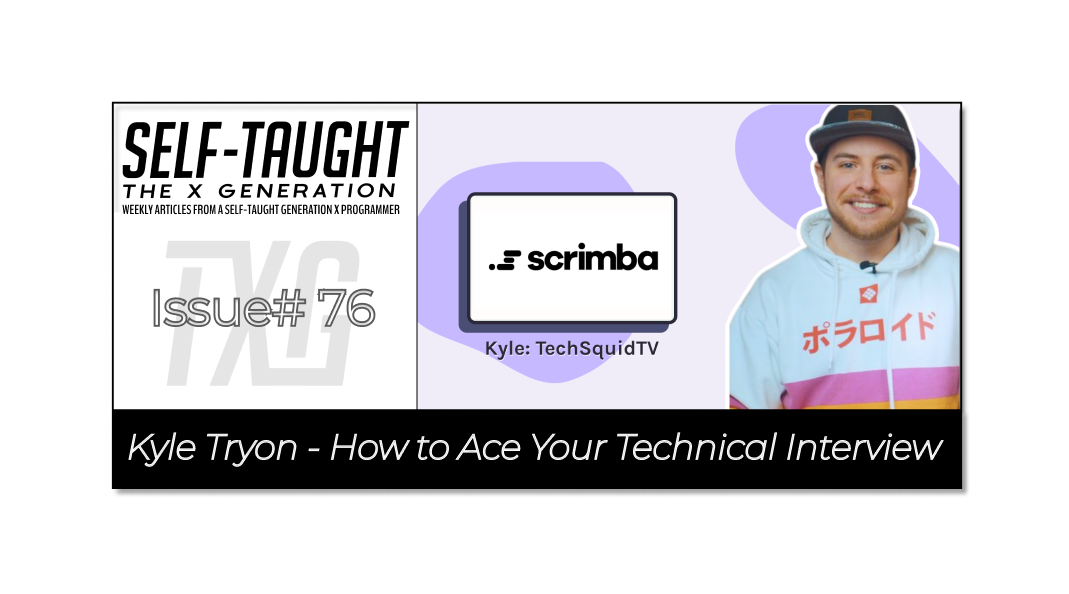 SELF-TAUGHT
THE X GENERATION
WEEKLY ARTICLES FROM A SELF-TAUGHT GENERATION X PROGRAMMER
TXG
Issue# 76
scrimba
Kyle: TechSquidTV
ポラロイド
Kyle Tryon - How to Ace Your Technical Interview